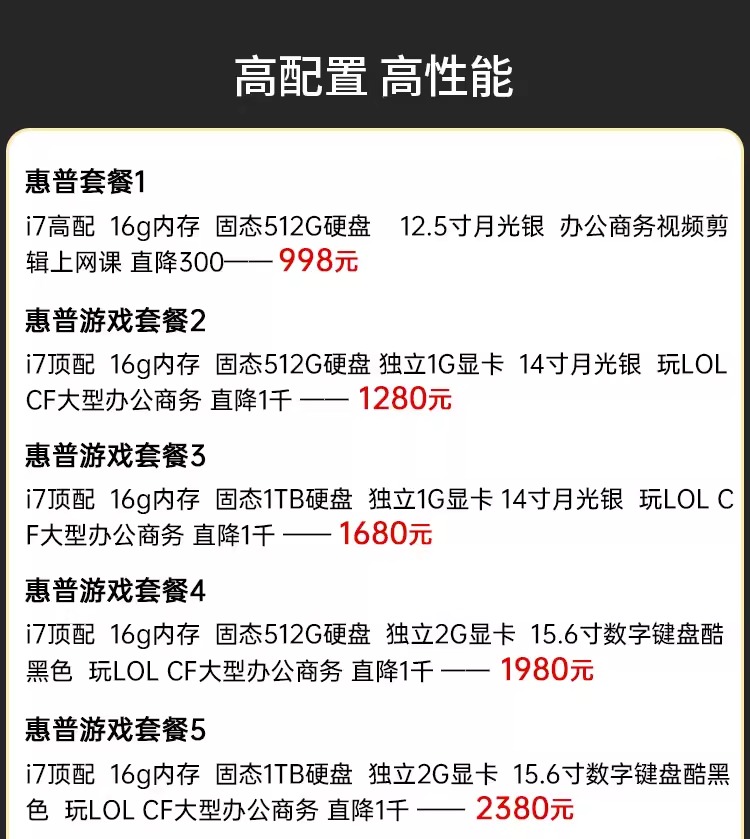 高配置 高性能
惠普套餐1
i7高配 16g内存 固态512G硬盘 12.5寸月光银 办公商务视频剪
辑上网课 直降300—— 998元
惠普游戏套餐2
i7顶配 16g内存 固态512G硬盘 独立1G显卡 14寸月光银 玩LOL
CF大型办公商务 直降1千 —— 1280元
惠普游戏套餐3
i7顶配 16g内存 固态1TB硬盘 独立1G显卡 14寸月光银 玩LOL C
F大型办公商务 直降1千 —— 1680元
惠普游戏套餐4
i7顶配 16g内存 固态512G硬盘 独立2G显卡 15.6寸数字键盘酷
黑色 玩LOL CF大型办公商务 直降1千 —— 1980元
惠普游戏套餐5
i7顶配 16g内存 固态1TB硬盘 独立2G显卡 15.6寸数字键盘酷黑
色 玩LOL CF大型办公商务 直降1千 —— 2380元